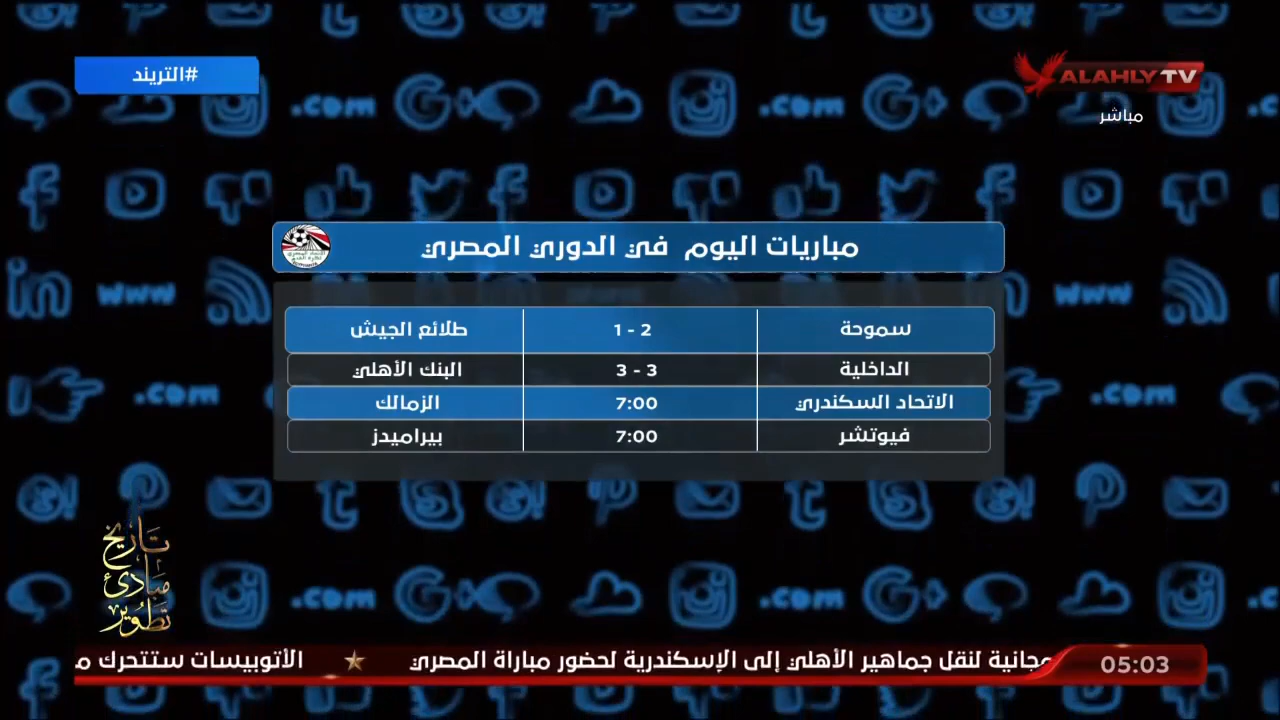 #التريند
ALAHLY TV
مباشر
مباريات اليوم في الدوري المصري
سموحة 2 - 1 طلائع الجيش
الداخلية 3 - 3 البنك الأهلي
الاتحاد السكندري 7:00 الزمالك
فيوتشر 7:00 بيراميدز
تاريخ
مبادئ
تطوير
05:03 مجانية لنقل جماهير الأهلي إلى الإسكندرية لحضور مباراة المصري ★ الأتوبيسات ستتحرك م